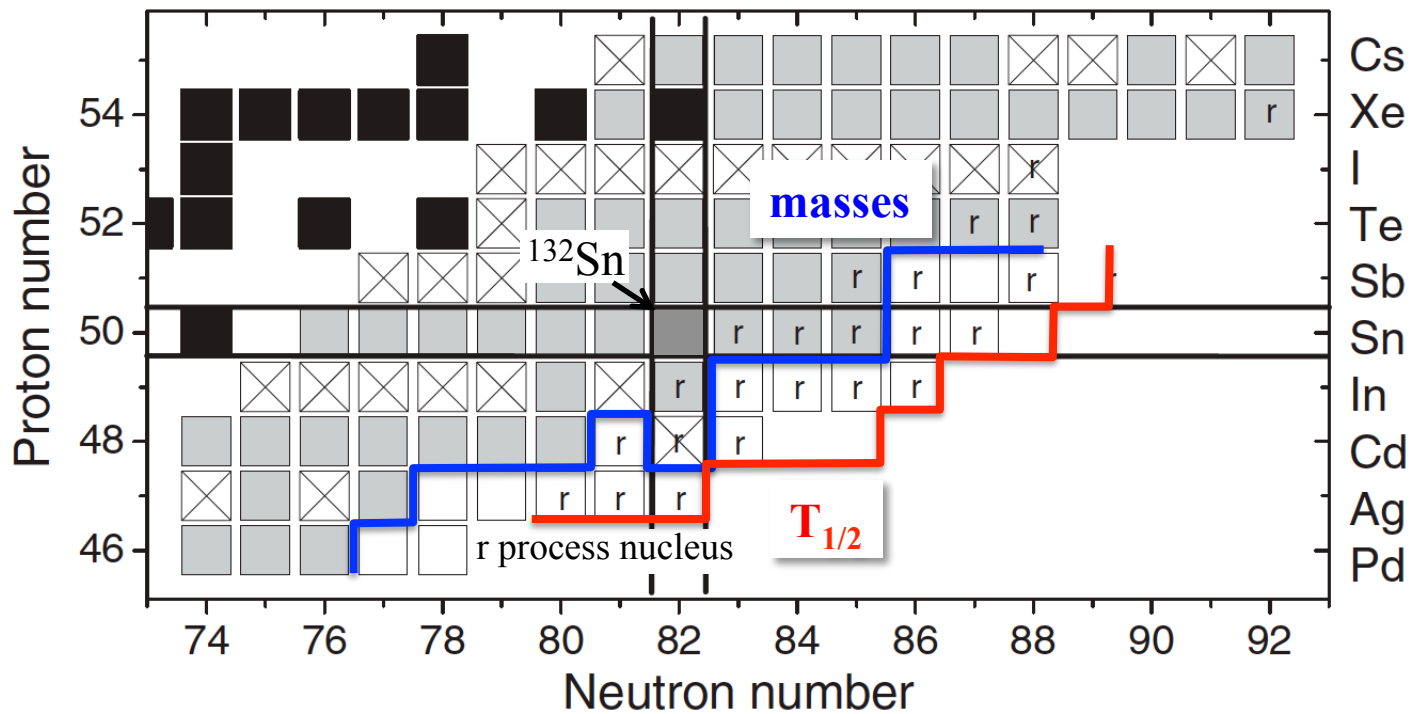 Cs
54
r
Xe
r
I
masses
52
r
r
Te
¹³²Sn
r
r
r
r
Sb
50
r
r
r
r
r
Sn
r
r
r
r
r
In
48
r
r
r
Cd
r
r
r
Ag
T₁/₂
46
r process nucleus
Pd
74
76
78
80
82
84
86
88
90
92
Neutron number
Proton number